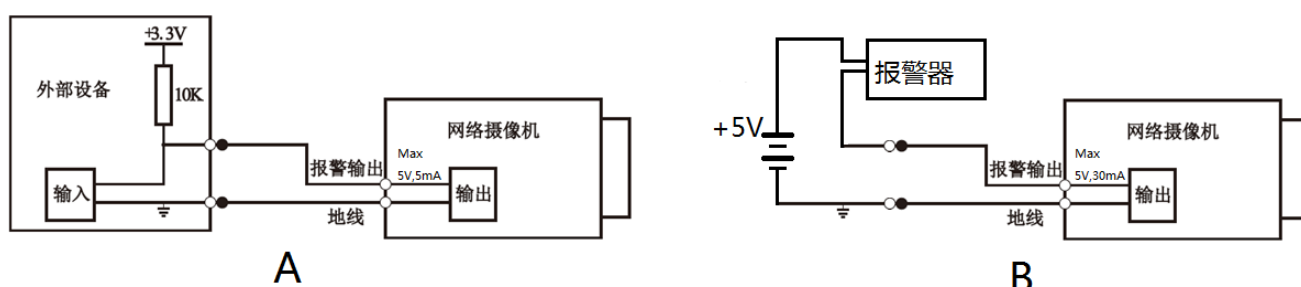 +3.3V
外部设备
10K
输入
报警输出
地线
网络摄像机
Max
5V,5mA
输出
A
+5V
报警器
报警输出
地线
网络摄像机
Max
5V,30mA
输出
B